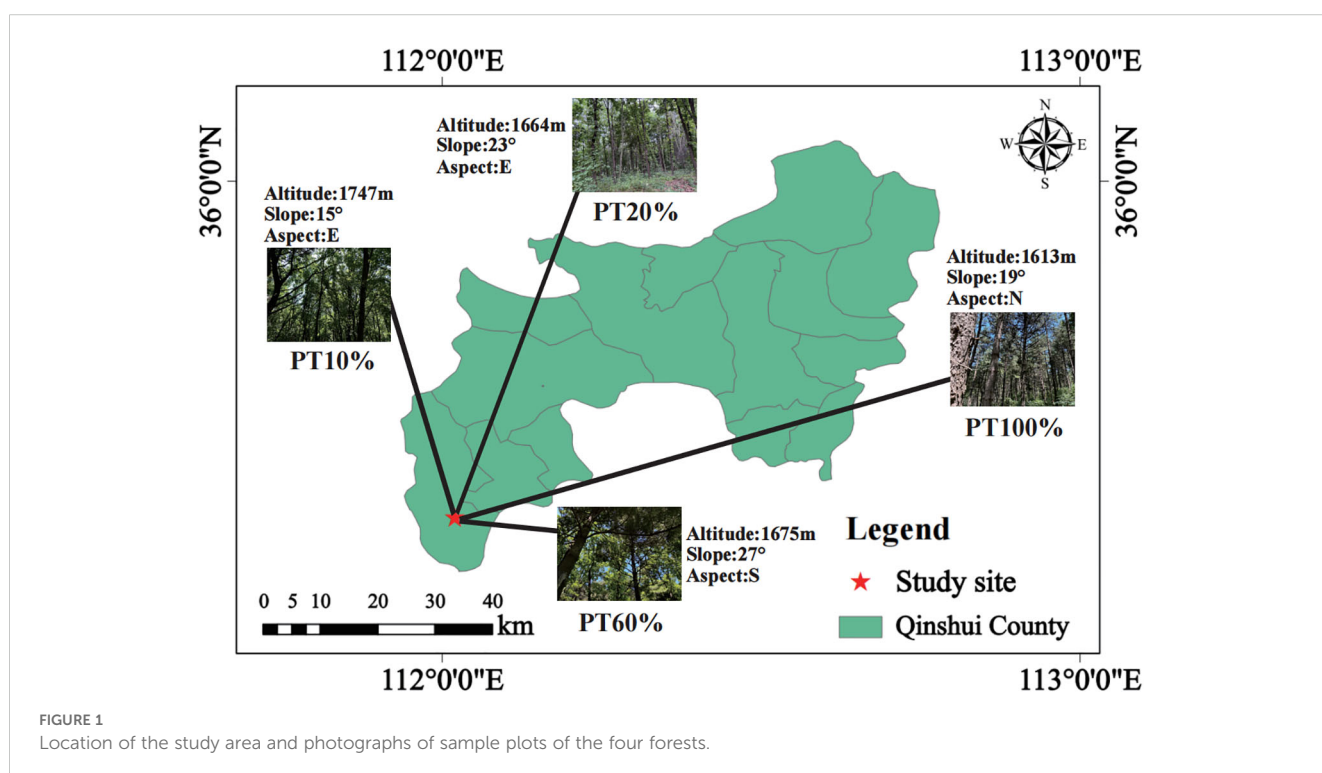 112°0'0"E
113°0'0"E
36°0'0"N
36°0'0"N
Altitude:1664m
Slope:23°
Aspect:E
PT20%
Altitude:1747m
Slope:15°
Aspect:E
PT10%
N
W
E
S
Altitude:1613m
Slope:19°
Aspect:N
PT100%
Altitude:1675m
Slope:27°
Aspect:S
PT60%
Legend
Study site
Qinshui County
0 5 10 20 30 40
km
112°0'0"E
113°0'0"E
FIGURE 1
Location of the study area and photographs of sample plots of the four forests.